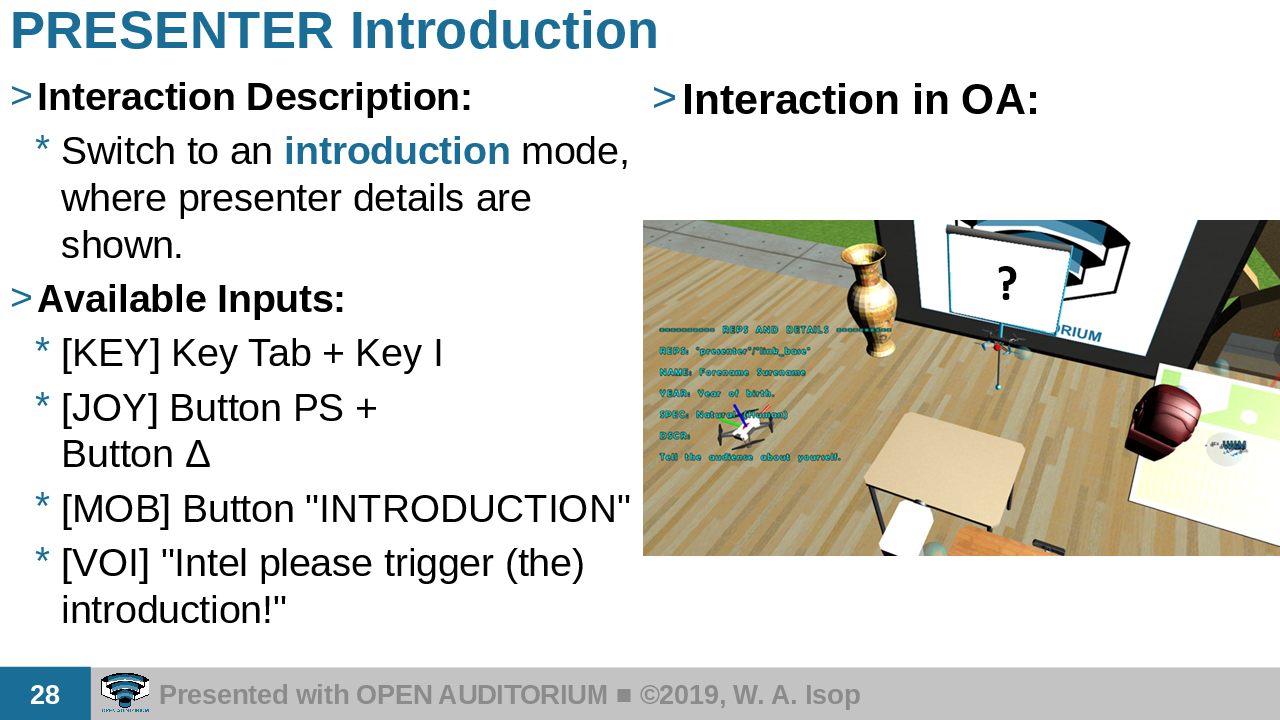 PRESENTER Introduction
> Interaction Description:
* Switch to an introduction mode,
where presenter details are
shown.
> Available Inputs:
* [KEY] Key Tab + Key I
* [JOY] Button PS +
Button Δ
* [MOB] Button "INTRODUCTION"
* [VOI] "Intel please trigger (the)
introduction!"
> Interaction in OA:
?
ORIUM
---------- REPS AND DETAILS ----------
REPS: "presenter"/"link_base"
NAME: Forename Surename
YEAR: Year of birth.
SPEC: Natural (Human)
DSCR:
Tell the audience about yourself.
28
OPEN AUDITORIUM
Presented with OPEN AUDITORIUM ■ ©2019, W. A. Isop